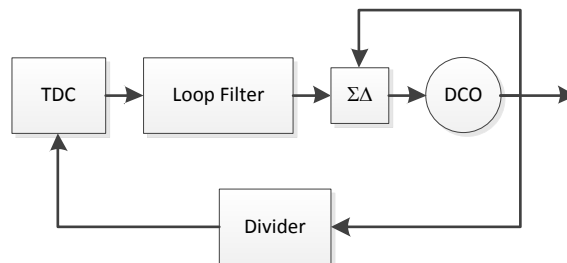 TDC
Loop Filter
ΣΔ
DCO
Divider